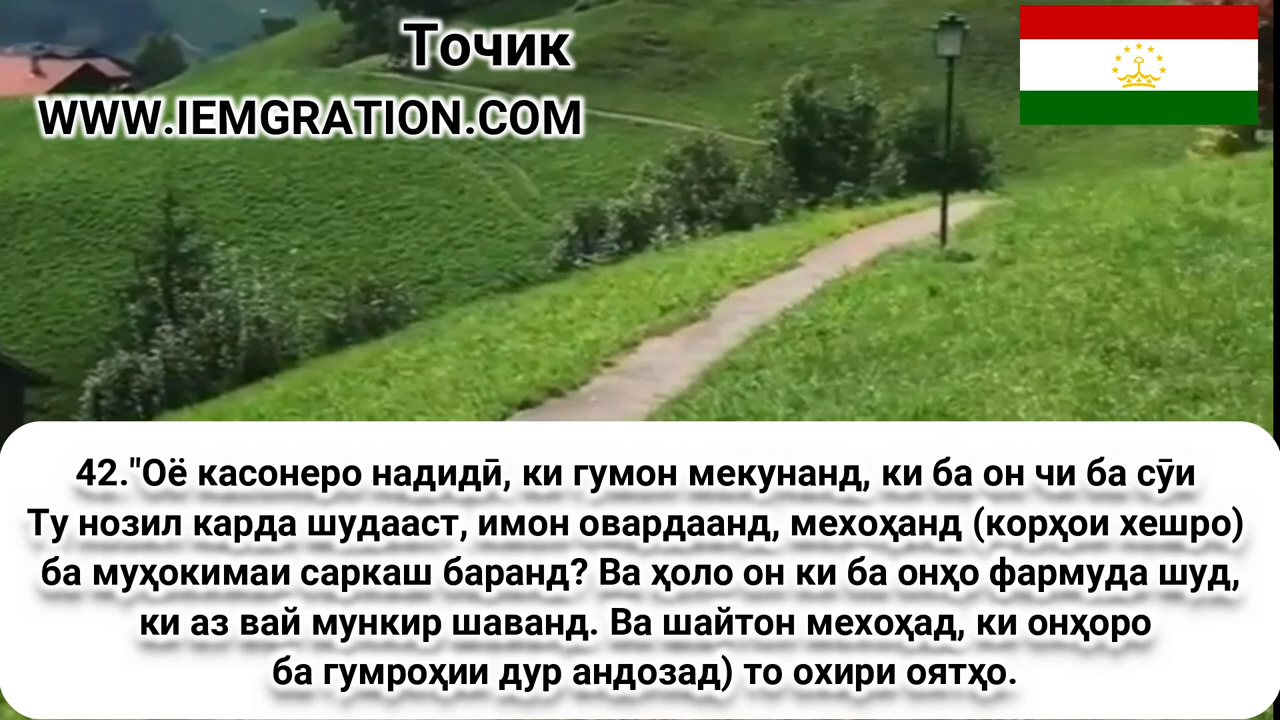 Точик
WWW.IEMGRATION.COM
42."Оё касонеро надидӣ, ки гумон мекунанд, ки ба он чи ба сӯи
Ту нозил карда шудааст, имон овардаанд, мехоҳанд (корҳои хешро)
ба муҳокимаи саркаш баранд? Ва ҳоло он ки ба онҳо фармуда шуд,
ки аз вай мункир шаванд. Ва шайтон мехоҳад, ки онҳоро
ба гумроҳии дур андозад) то охири оятҳо.